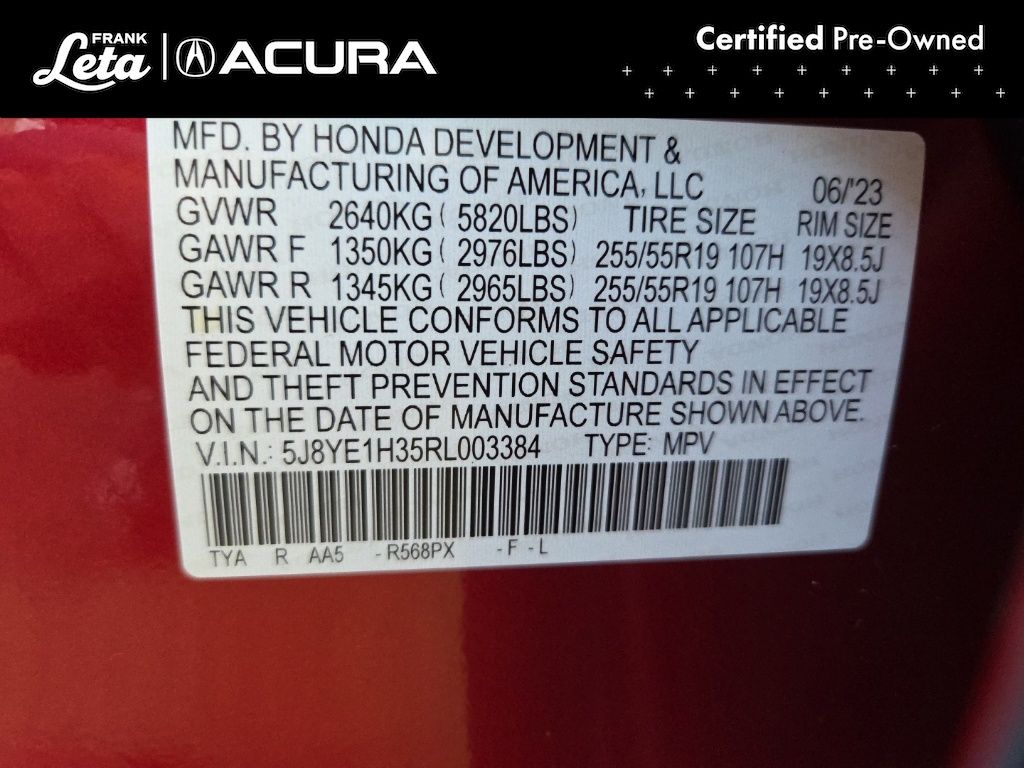 FRANK
Leta
ACURA
Certified Pre-Owned
MFD. BY HONDA DEVELOPMENT &
MANUFACTURING OF AMERICA, LLC 06/'23
GVWR 2640KG( 5820LBS) TIRE SIZE RIM SIZE
GAWR F 1350KG( 2976LBS) 255/55R19 107H 19X8.5J
GAWR R 1345KG( 2965LBS) 255/55R19 107H 19X8.5J
THIS VEHICLE CONFORMS TO ALL APPLICABLE
FEDERAL MOTOR VEHICLE SAFETY
AND THEFT PREVENTION STANDARDS IN EFFECT
ON THE DATE OF MANUFACTURE SHOWN ABOVE.
V.I.N.: 5J8YE1H35RL003384 TYPE: MPV
TYA R AA5 -R568PX -F-L